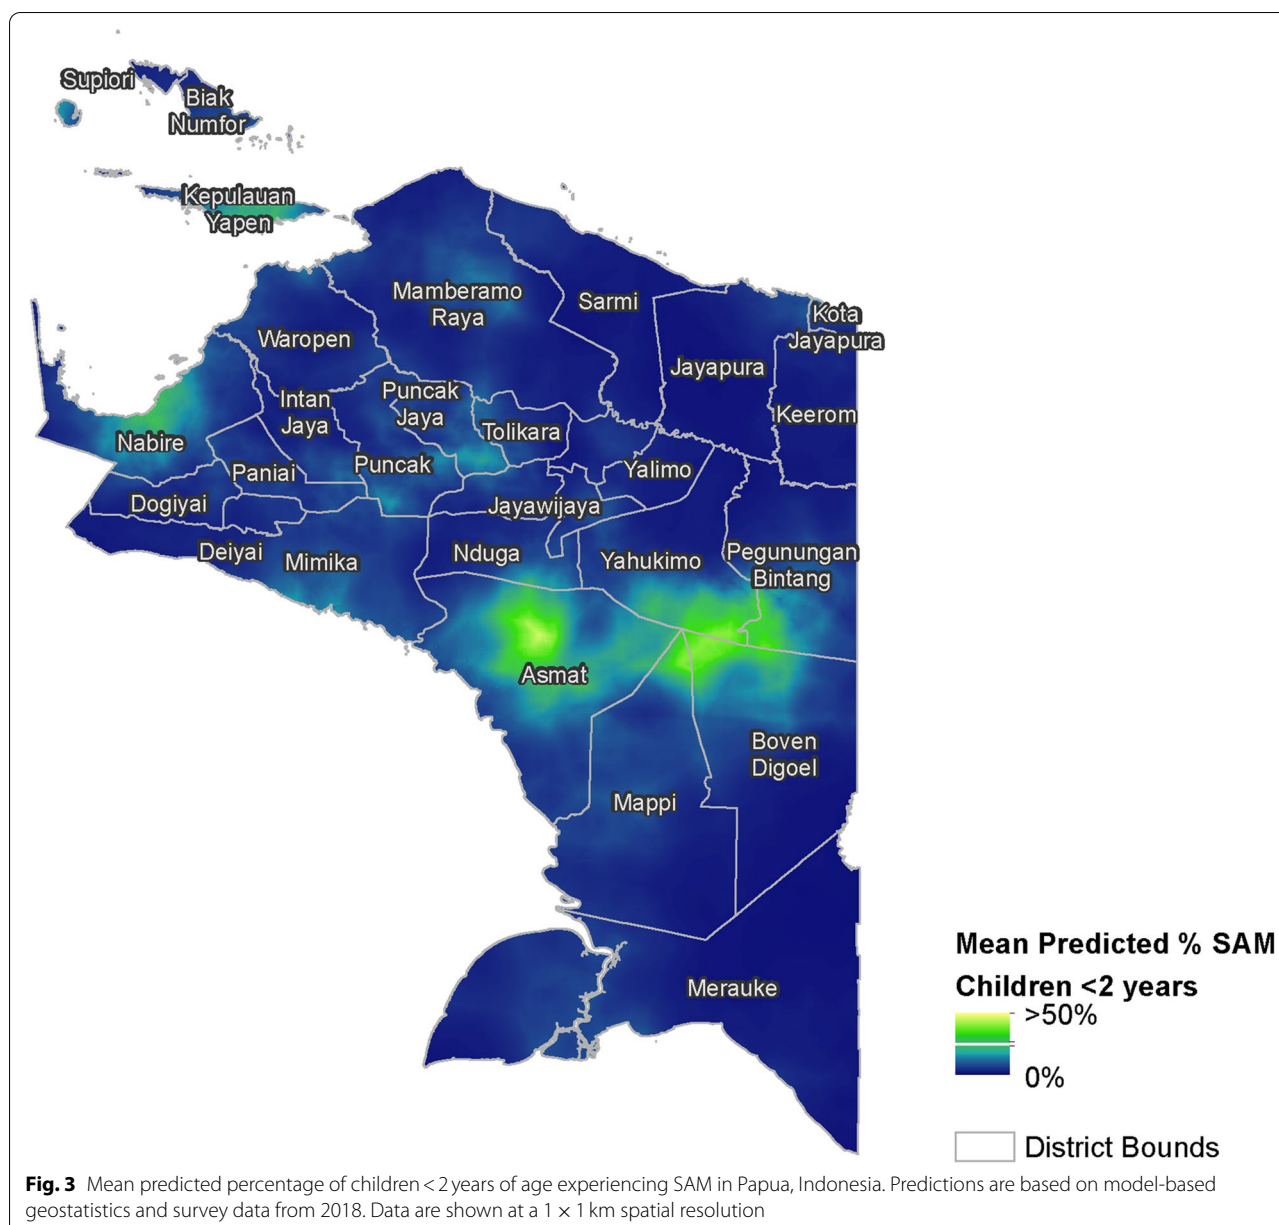 Supiori
Biak
Numfor
Kepulauan
Yapen
Mamberamo
Raya
Sarmi
Kota
Jayapura
Waropen
Jayapura
Intan
Jaya
Puncak
Jaya
Keerom
Nabire
Tolikara
Paniai
Puncak
Yalimo
Dogiyai
Jayawijaya
Deiyai
Mimika
Nduga
Yahukimo
Pegunungan
Bintang
Asmat
Boven
Digoel
Mappi
Merauke
Mean Predicted % SAM
Children <2 years
>50%
0%
District Bounds
Fig. 3 Mean predicted percentage of children < 2 years of age experiencing SAM in Papua, Indonesia. Predictions are based on model-based
geostatistics and survey data from 2018. Data are shown at a 1 × 1 km spatial resolution